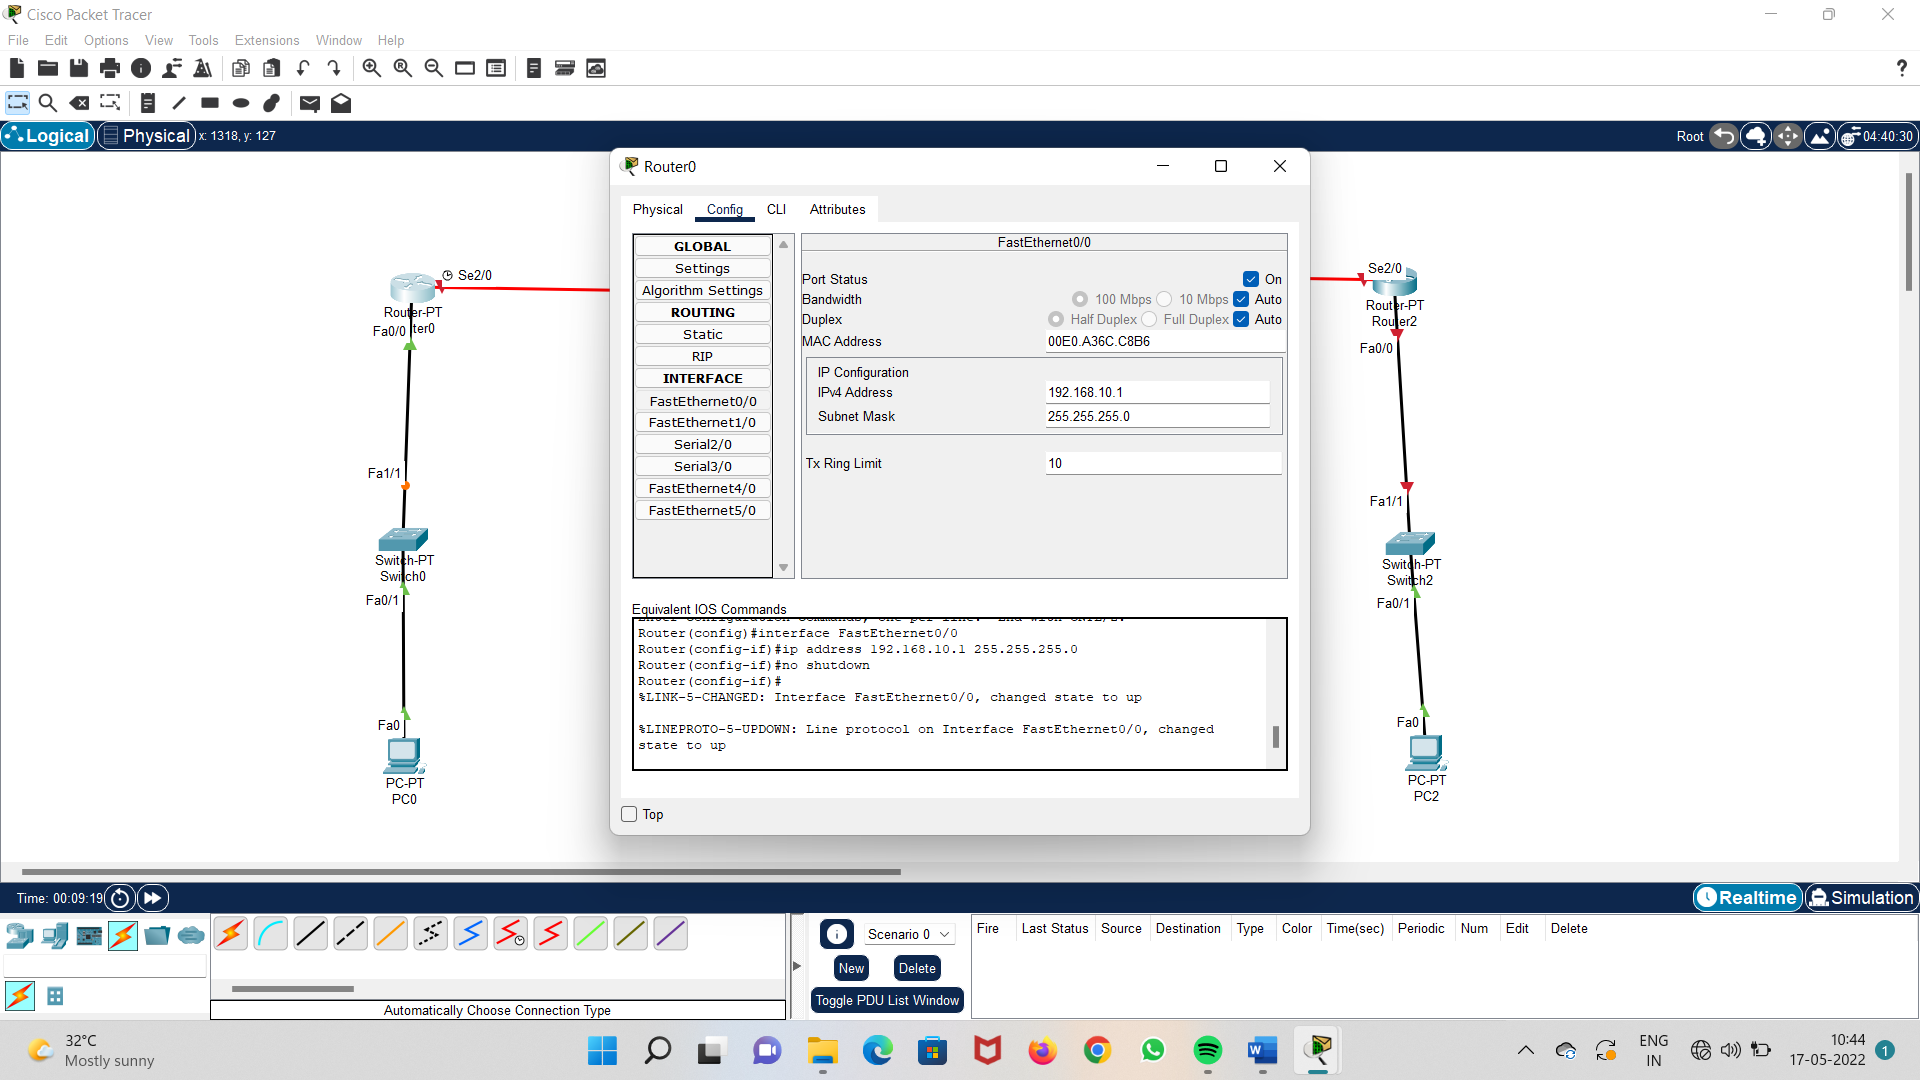 Cisco Packet Tracer
File Edit Options View Tools Extensions Window Help
Logical Physical x: 1318, y: 127 Root 04:40:30
Router0
Physical Config CLI Attributes
GLOBAL
Settings
Algorithm Settings
ROUTING
Static
RIP
INTERFACE
FastEthernet0/0
FastEthernet1/0
Serial2/0
Serial3/0
FastEthernet4/0
FastEthernet5/0
FastEthernet0/0
Port Status On
Bandwidth 100 Mbps 10 Mbps Auto
Duplex Half Duplex Full Duplex Auto
MAC Address 00E0.A36C.C8B6
IP Configuration
IPv4 Address 192.168.10.1
Subnet Mask 255.255.255.0
Tx Ring Limit 10
Equivalent IOS Commands
Enter configuration commands, one per line. End with CNTL/Z.
Router(config)#interface FastEthernet0/0
Router(config-if)#ip address 192.168.10.1 255.255.255.0
Router(config-if)#no shutdown
Router(config-if)#
%LINK-5-CHANGED: Interface FastEthernet0/0, changed state to up
%LINEPROTO-5-UPDOWN: Line protocol on Interface FastEthernet0/0, changed
state to up
Top
Se2/0
Router-PT
ter0
Fa0/0
Fa1/1
Switch-PT
Switch0
Fa0/1
Fa0
PC-PT
PC0
Se2/0
Router-PT
Router2
Fa0/0
Fa1/1
Switch-PT
Switch2
Fa0/1
Fa0
PC-PT
PC2
Time: 00:09:19 Realtime Simulation
Automatically Choose Connection Type
Scenario 0
New Delete
Toggle PDU List Window
Fire Last Status Source Destination Type Color Time(sec) Periodic Num Edit Delete
32°C
Mostly sunny
ENG
IN
10:44
17-05-2022
1